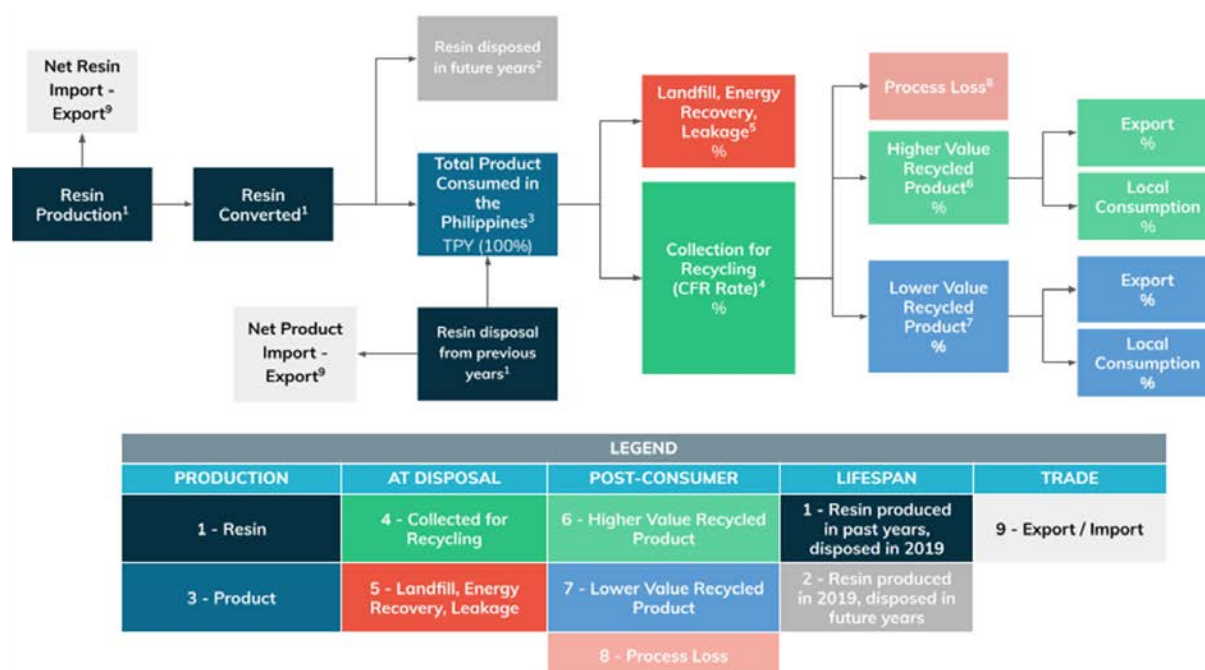 Net Resin
Import -
Export⁹
Resin
Production¹
Resin
Converted¹
Resin disposed
in future years²
Total Product
Consumed in
the
Philippines³
TPY (100%)
Net Product
Import -
Export⁹
Resin disposal
from previous
years¹
Landfill, Energy
Recovery,
Leakage⁵
%
Collection for
Recycling
(CFR Rate)⁴
%
Process Loss⁸
Higher Value
Recycled
Product⁶
%
Lower Value
Recycled
Product⁷
%
Export
%
Local
Consumption
%
Export
%
Local
Consumption
%
LEGEND
PRODUCTION
AT DISPOSAL
POST-CONSUMER
LIFESPAN
TRADE
1 - Resin
4 - Collected for
Recycling
6 - Higher Value Recycled
Product
1 - Resin produced
in past years,
disposed in 2019
9 - Export / Import
3 - Product
5 - Landfill, Energy
Recovery, Leakage
7 - Lower Value Recycled
Product
2 - Resin produced
in 2019, disposed in
future years
8 - Process Loss